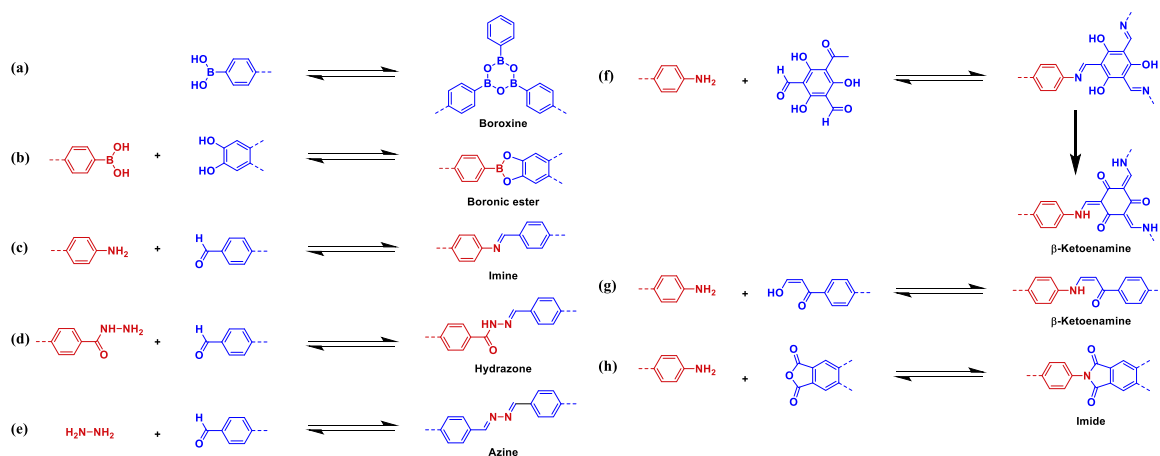 (a)
HO
B
HO
B
O
O
B
B
O
Boroxine
(b)
OH
B
OH
+
HO
HO
O
B
O
Boronic ester
(c)
NH2
+
H
O
N
Imine
(d)
NH–NH2
O
+
H
O
HN–N
O
Hydrazone
(e)
H2N–NH2
+
H
O
N–N
Azine
(f)
NH2
+
O
HO
O
OH
H
HO
O
H
N
HO
N
OH
OH
N
HN
O
NH
O
O
NH
β-Ketoenamine
(g)
NH2
+
HO
O
NH
O
β-Ketoenamine
(h)
NH2
+
O
O
O
O
N
O
Imide